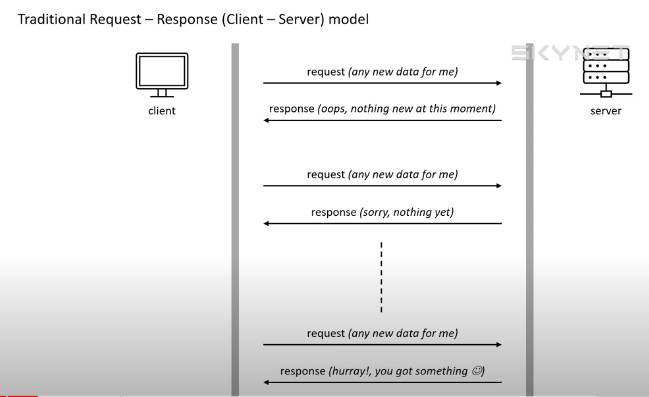 Traditional Request – Response (Client – Server) model
SKYNET
request (any new data for me)
client
server
response (oops, nothing new at this moment)
request (any new data for me)
response (sorry, nothing yet)
request (any new data for me)
response (hurray!, you got something ☺)